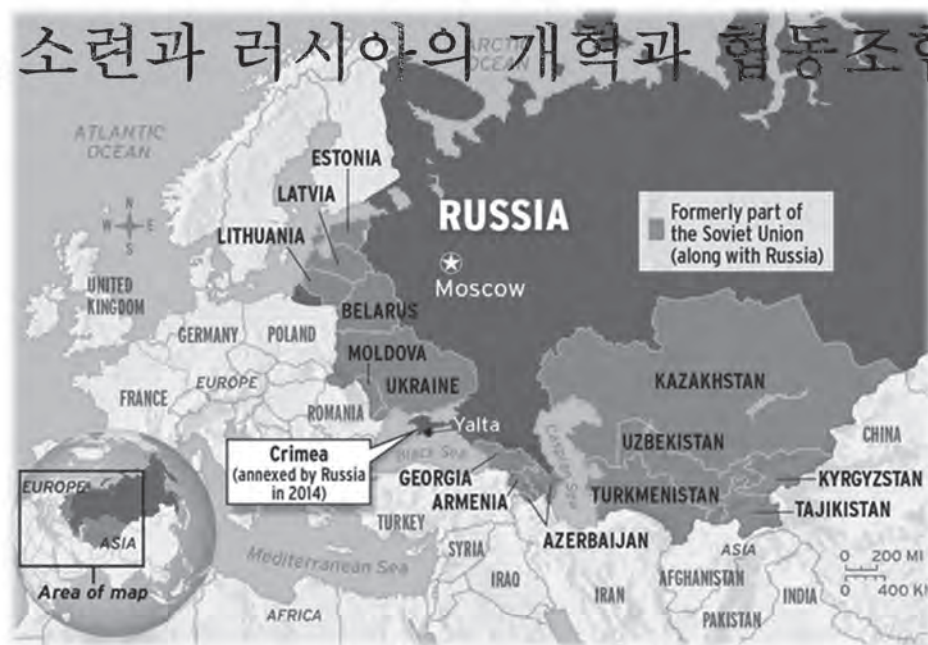 소련과 러시아의 개혁과 협동조
ARCTIC
OCEAN
ATLANTIC
OCEAN
ESTONIA
LATVIA
LITHUANIA
RUSSIA
Moscow
Formerly part of
the Soviet Union
(along with Russia)
N
W E
S
UNITED
KINGDOM
BELARUS
GERMANY
POLAND
MOLDOVA
UKRAINE
KAZAKHSTAN
FRANCE
EUROPE
ROMANIA
Yalta
UZBEKISTAN
CHINA
Crimea
(annexed by Russia
in 2014)
Black Sea
Caspian Sea
GEORGIA
ARMENIA
TURKMENISTAN
KYRGYZSTAN
TAJIKISTAN
EUROPE
ASIA
TURKEY
AZERBAIJAN
ASIA
0 200 MI
0 400 K
SYRIA
IRAQ
IRAN
AFGHANISTAN
PAKISTAN
INDIA
Mediterranean Sea
Area of map
AFRICA